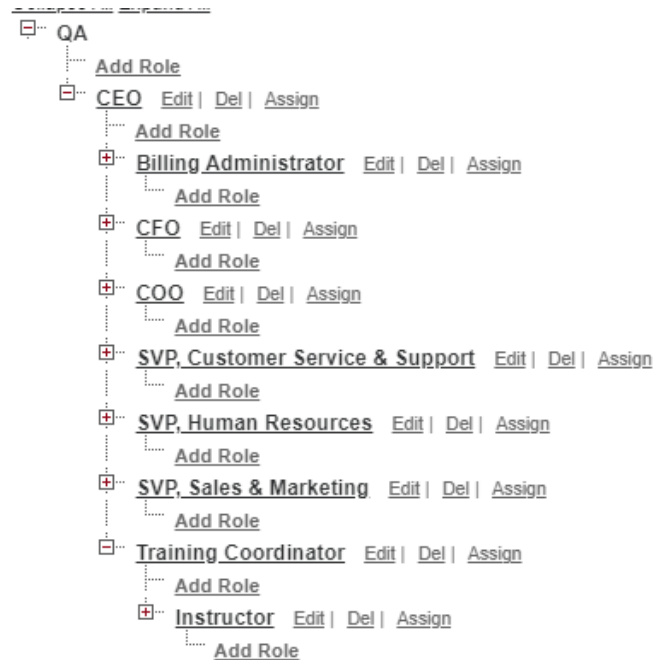 QA
Add Role
CEO Edit | Del | Assign
Add Role
Billing Administrator Edit | Del | Assign
Add Role
CFO Edit | Del | Assign
Add Role
COO Edit | Del | Assign
Add Role
SVP, Customer Service & Support Edit | Del | Assign
Add Role
SVP, Human Resources Edit | Del | Assign
Add Role
SVP, Sales & Marketing Edit | Del | Assign
Add Role
Training Coordinator Edit | Del | Assign
Add Role
Instructor Edit | Del | Assign
Add Role